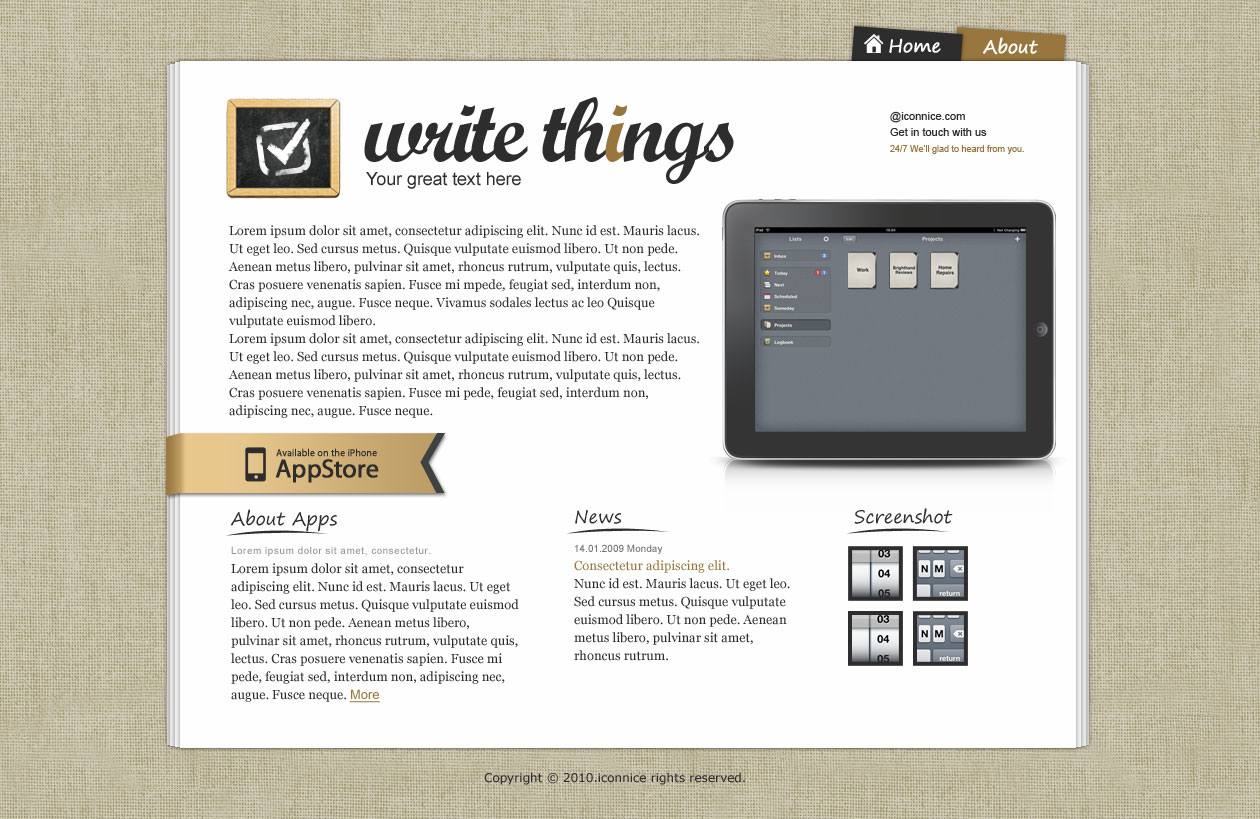 Home
About
write things
Your great text here
@iconnice.com
Get in touch with us
24/7 We'll glad to heard from you.
Lorem ipsum dolor sit amet, consectetur adipiscing elit. Nunc id est. Mauris lacus.
Ut eget leo. Sed cursus metus. Quisque vulputate euismod libero. Ut non pede.
Aenean metus libero, pulvinar sit amet, rhoncus rutrum, vulputate quis, lectus.
Cras posuere venenatis sapien. Fusce mi mpede, feugiat sed, interdum non,
adipiscing nec, augue. Fusce neque. Vivamus sodales lectus ac leo Quisque
vulputate euismod libero.
Lorem ipsum dolor sit amet, consectetur adipiscing elit. Nunc id est. Mauris lacus.
Ut eget leo. Sed cursus metus. Quisque vulputate euismod libero. Ut non pede.
Aenean metus libero, pulvinar sit amet, rhoncus rutrum, vulputate quis, lectus.
Cras posuere venenatis sapien. Fusce mi pede, feugiat sed, interdum non,
adipiscing nec, augue. Fusce neque.
iPad
15:24
Not Charging
Lists
Projects
Inbox
Today
Next
Scheduled
Someday
Projects
Logbook
Work
Brighthand
Reviews
Home
Repairs
Available on the iPhone
AppStore
About Apps
Lorem ipsum dolor sit amet, consectetur.
Lorem ipsum dolor sit amet, consectetur
adipiscing elit. Nunc id est. Mauris lacus. Ut eget
leo. Sed cursus metus. Quisque vulputate euismod
libero. Ut non pede. Aenean metus libero,
pulvinar sit amet, rhoncus rutrum, vulputate quis,
lectus. Cras posuere venenatis sapien. Fusce mi
pede, feugiat sed, interdum non, adipiscing nec,
augue. Fusce neque. More
News
14.01.2009 Monday
Consectetur adipiscing elit.
Nunc id est. Mauris lacus. Ut eget leo.
Sed cursus metus. Quisque vulputate
euismod libero. Ut non pede. Aenean
metus libero, pulvinar sit amet,
rhoncus rutrum.
Screenshot
03
04
05
N M
return
03
04
05
N M
return
Copyright © 2010.iconnice rights reserved.